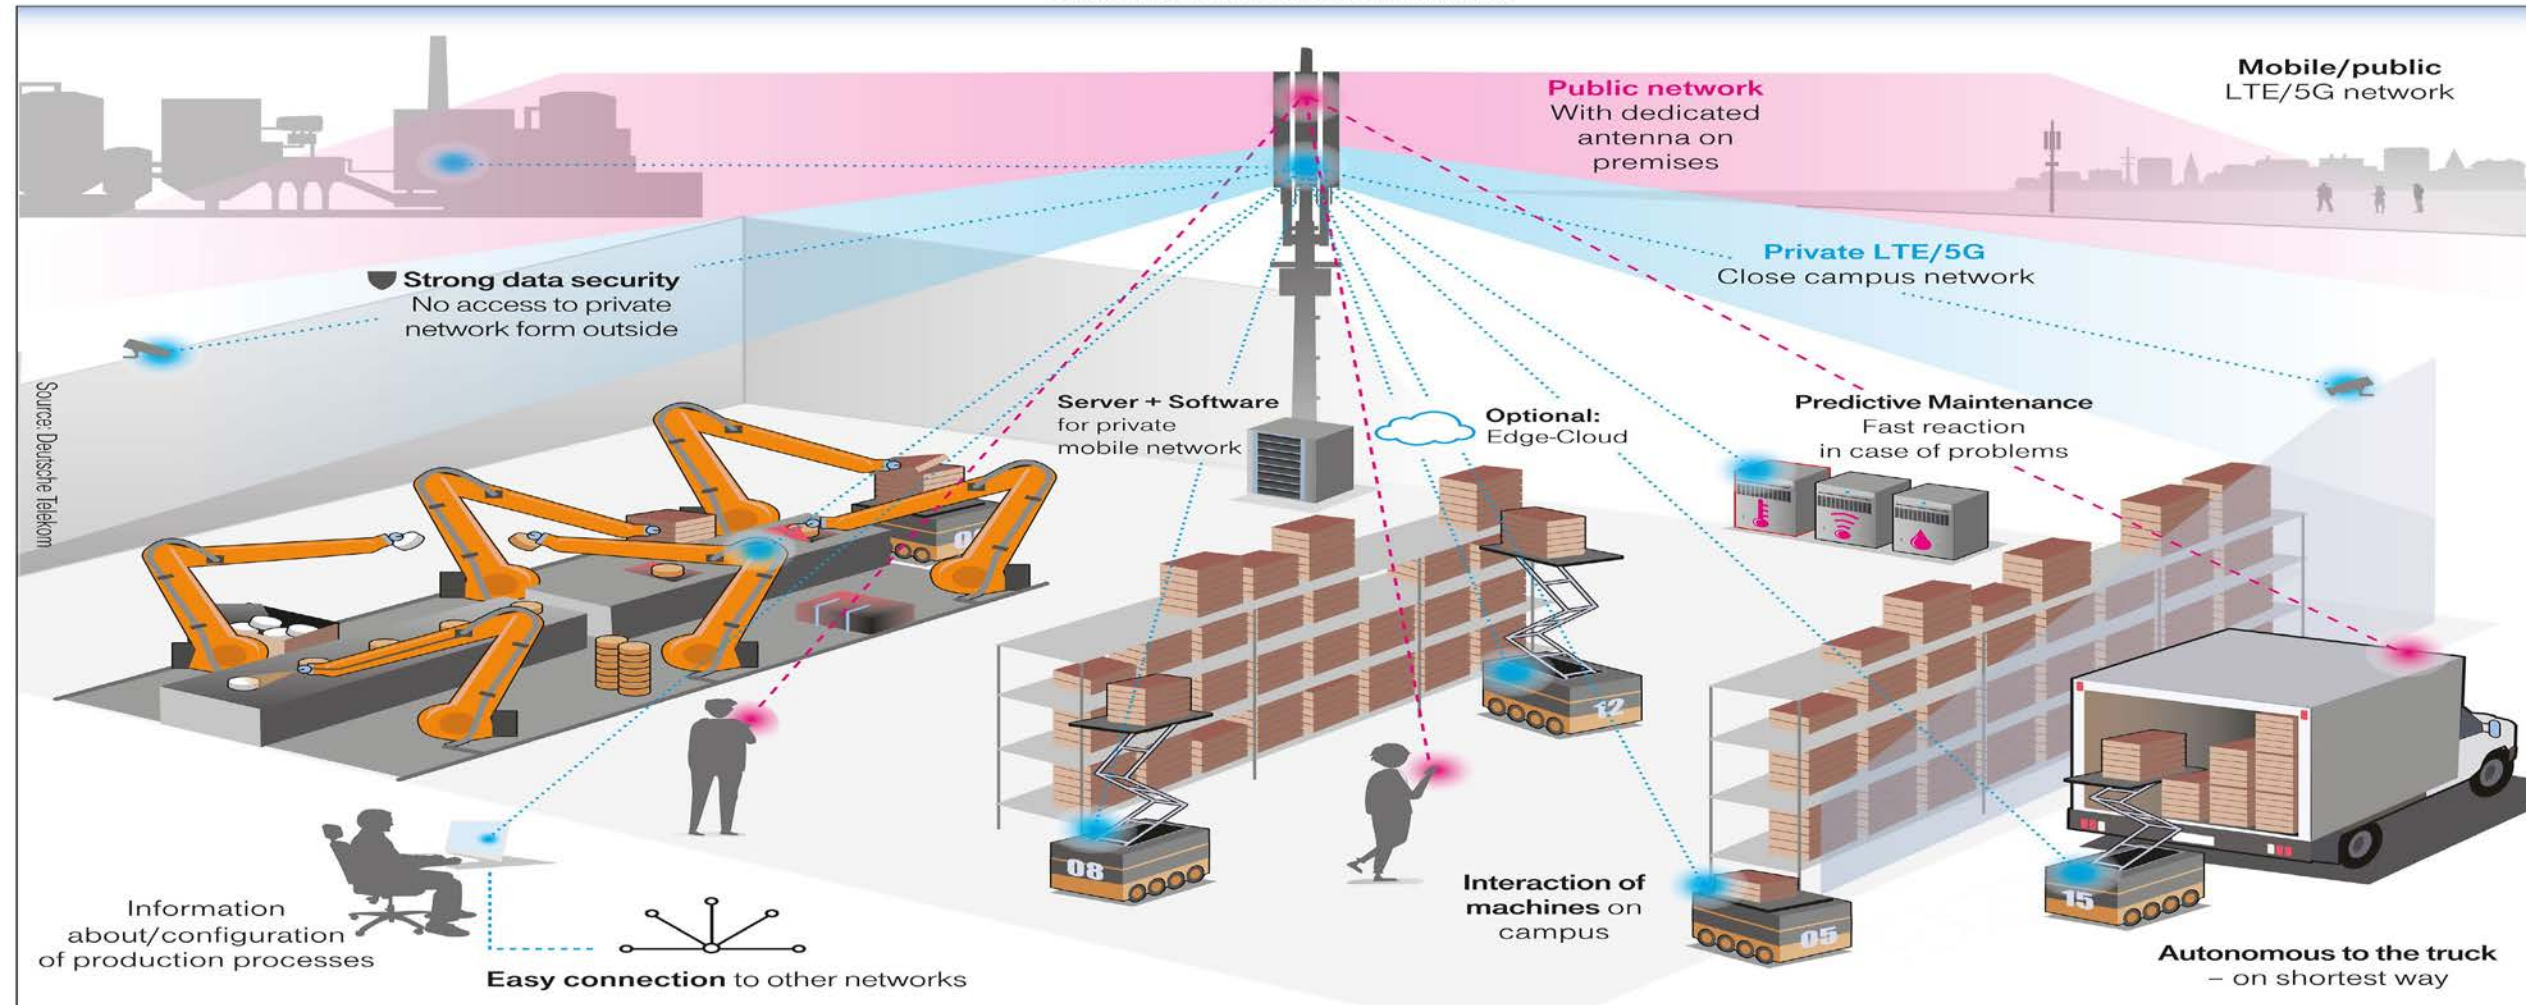 Mobile/public
LTE/5G network
Public network
With dedicated
antenna on
premises
Private LTE/5G
Close campus network
Strong data security
No access to private
network form outside
Source: Deutsche Telekom
Server + Software
for private
mobile network
Optional:
Edge-Cloud
Predictive Maintenance
Fast reaction
in case of problems
12
08
05
15
Interaction of
machines on
campus
Information
about/configuration
of production processes
Easy connection to other networks
Autonomous to the truck
– on shortest way